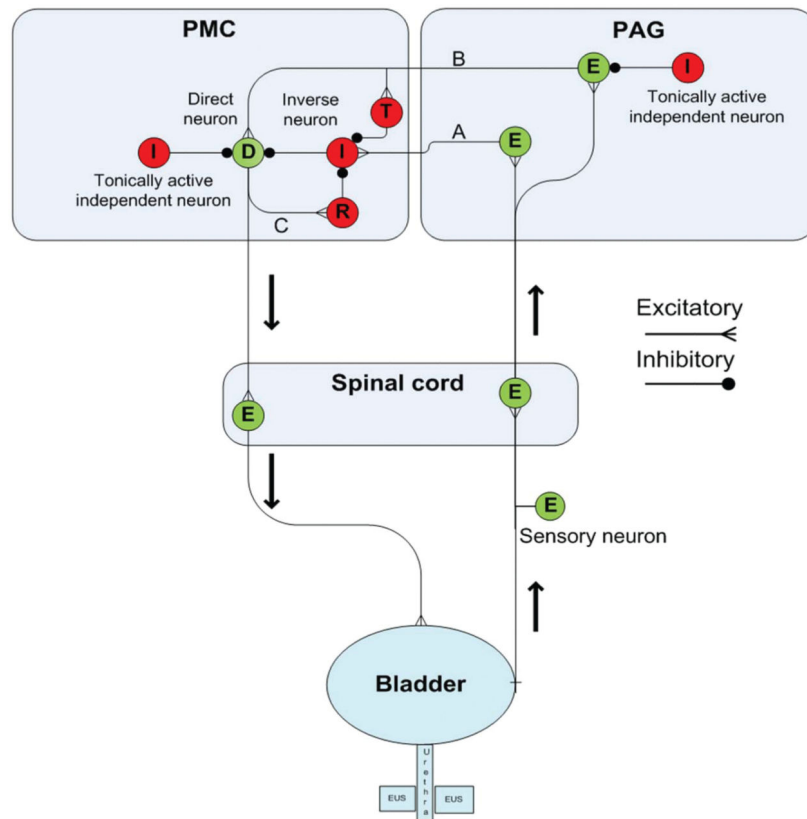 PMC
PAG
B
E
I
Direct
neuron
Inverse
neuron
T
Tonically active
independent neuron
A
E
I
D
I
Tonically active
independent neuron
C
R
Excitatory
Inhibitory
Spinal cord
E
E
E
Sensory neuron
Bladder
Urethra
EUS
EUS